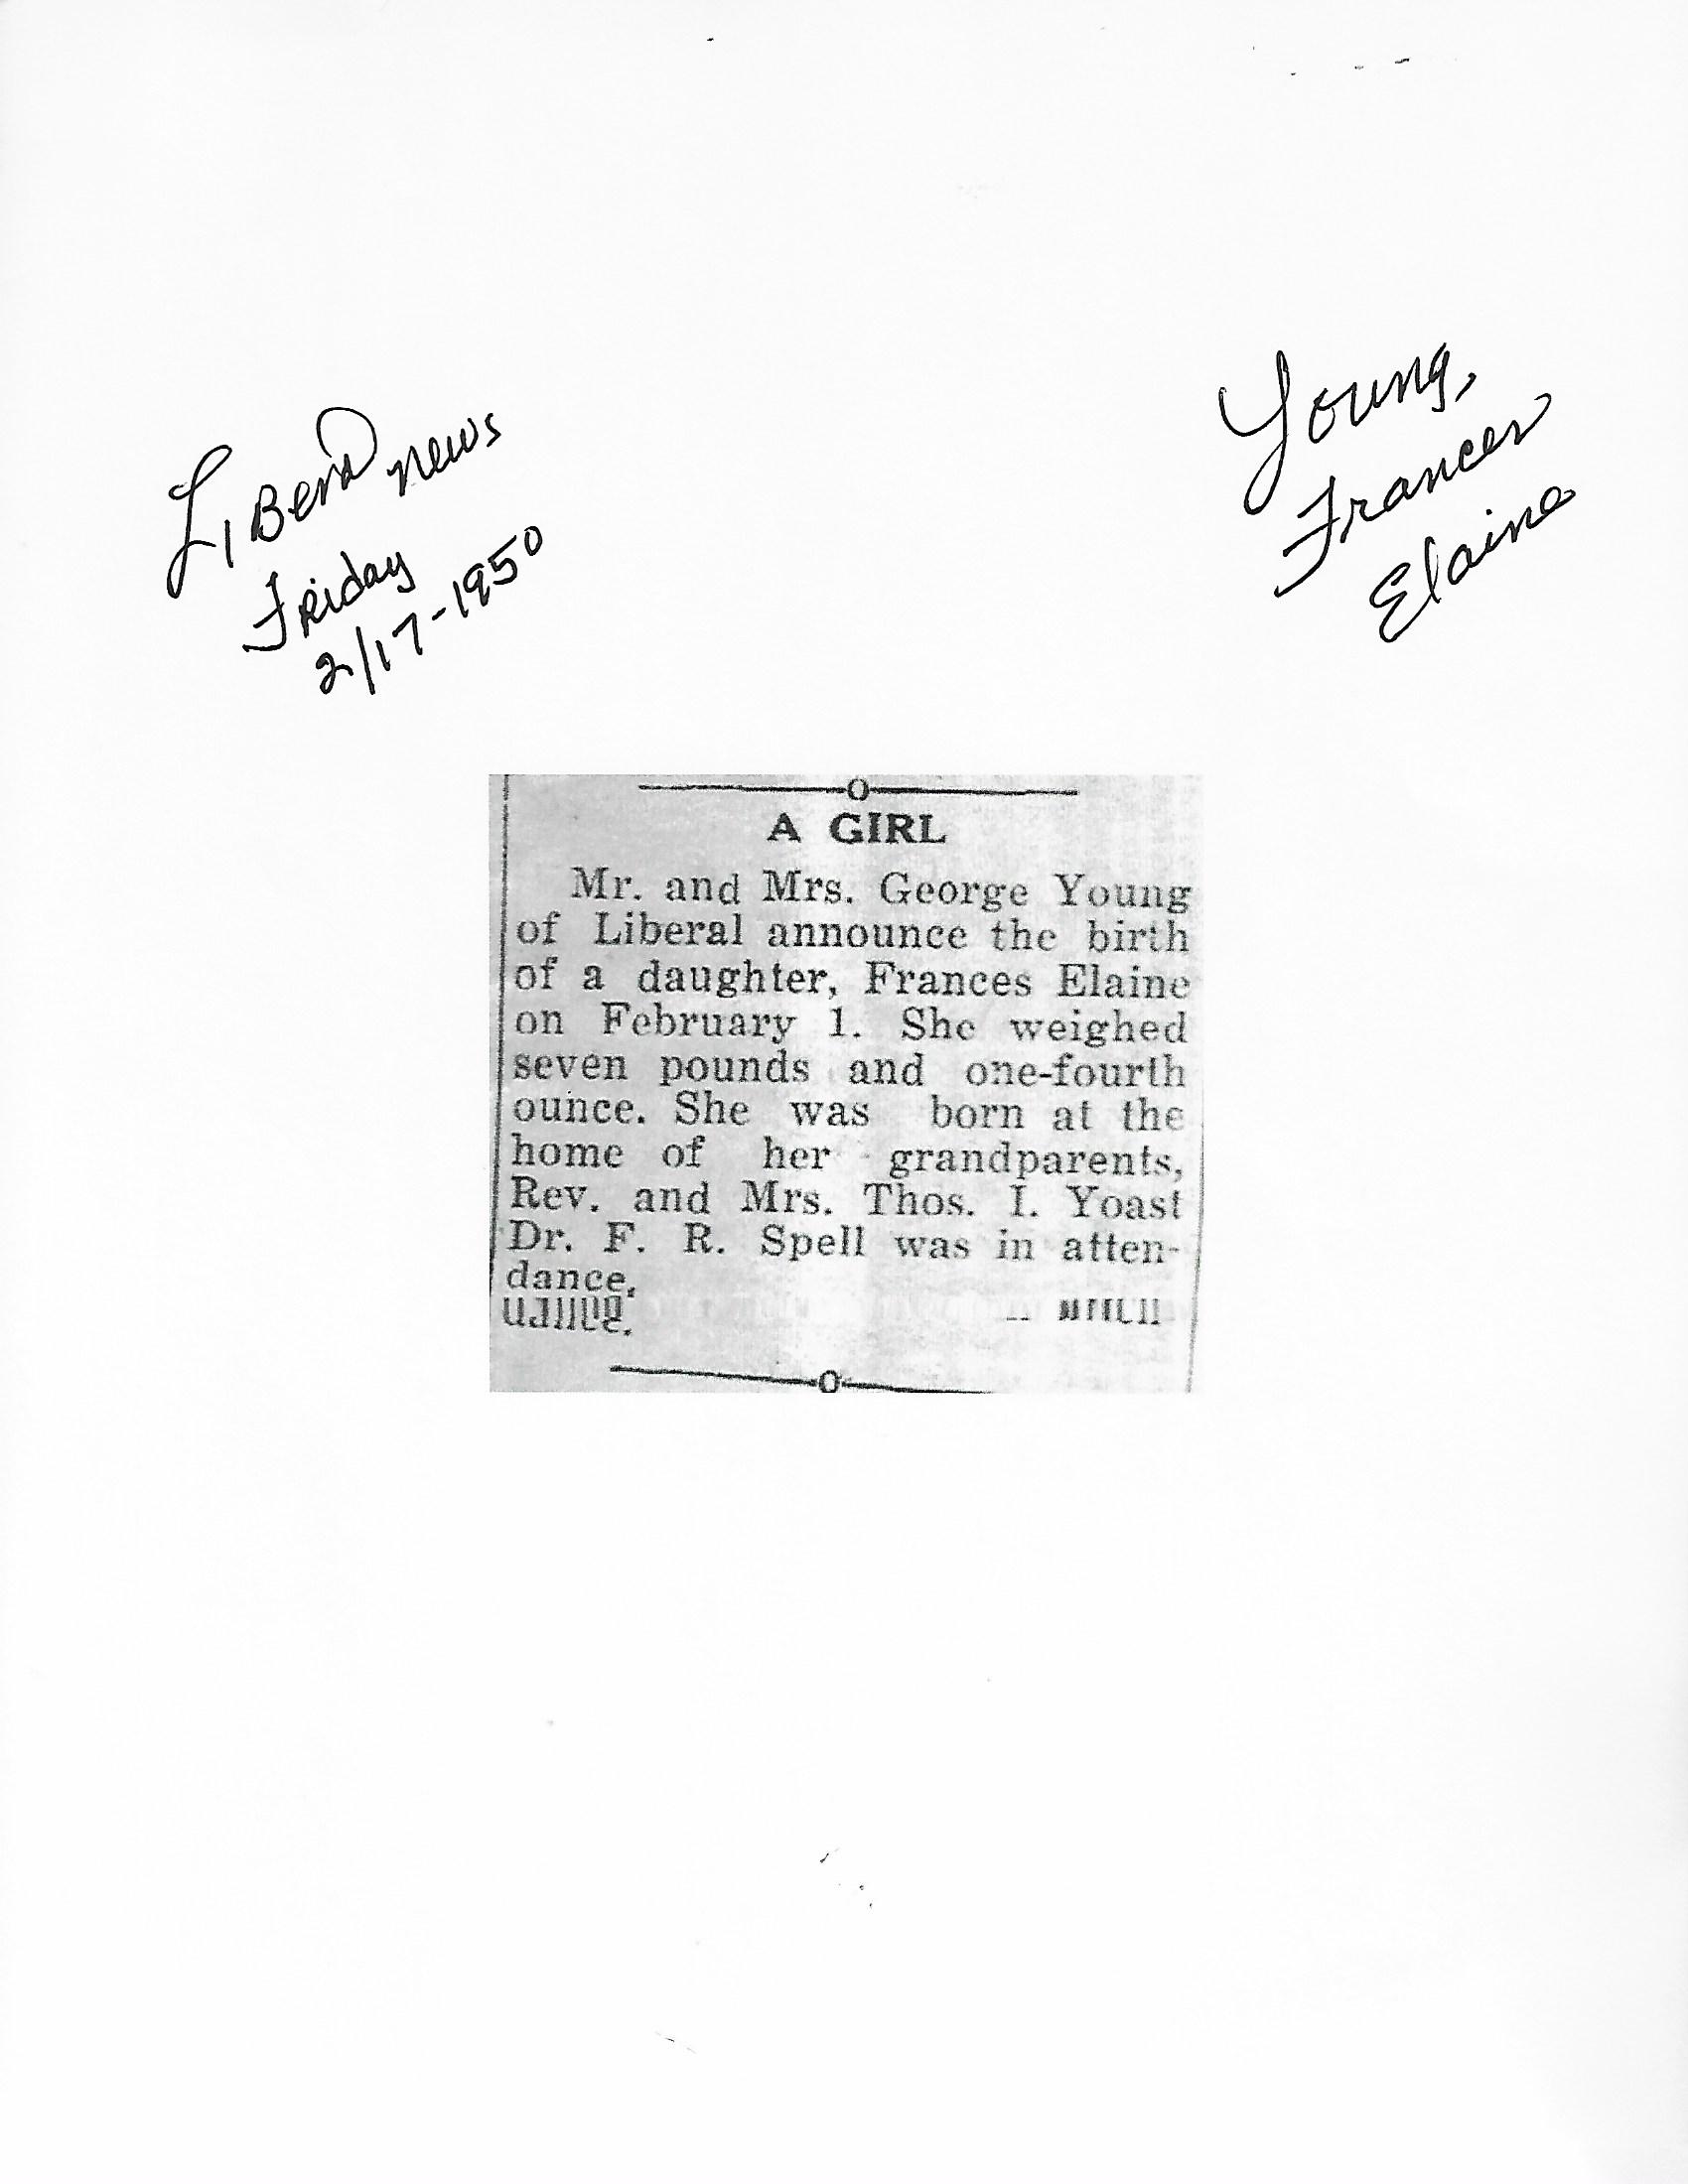 Liberal news
Friday
2/17-1950
Young,
Frances
Elaine
A GIRL
Mr. and Mrs. George Young
of Liberal announce the birth
of a daughter, Frances Elaine
on February 1. She weighed
seven pounds and one-fourth
ounce. She was born at the
home of her grandparents,
Rev. and Mrs. Thos. I. Yoast
Dr. F. R. Spell was in atten-
dance.